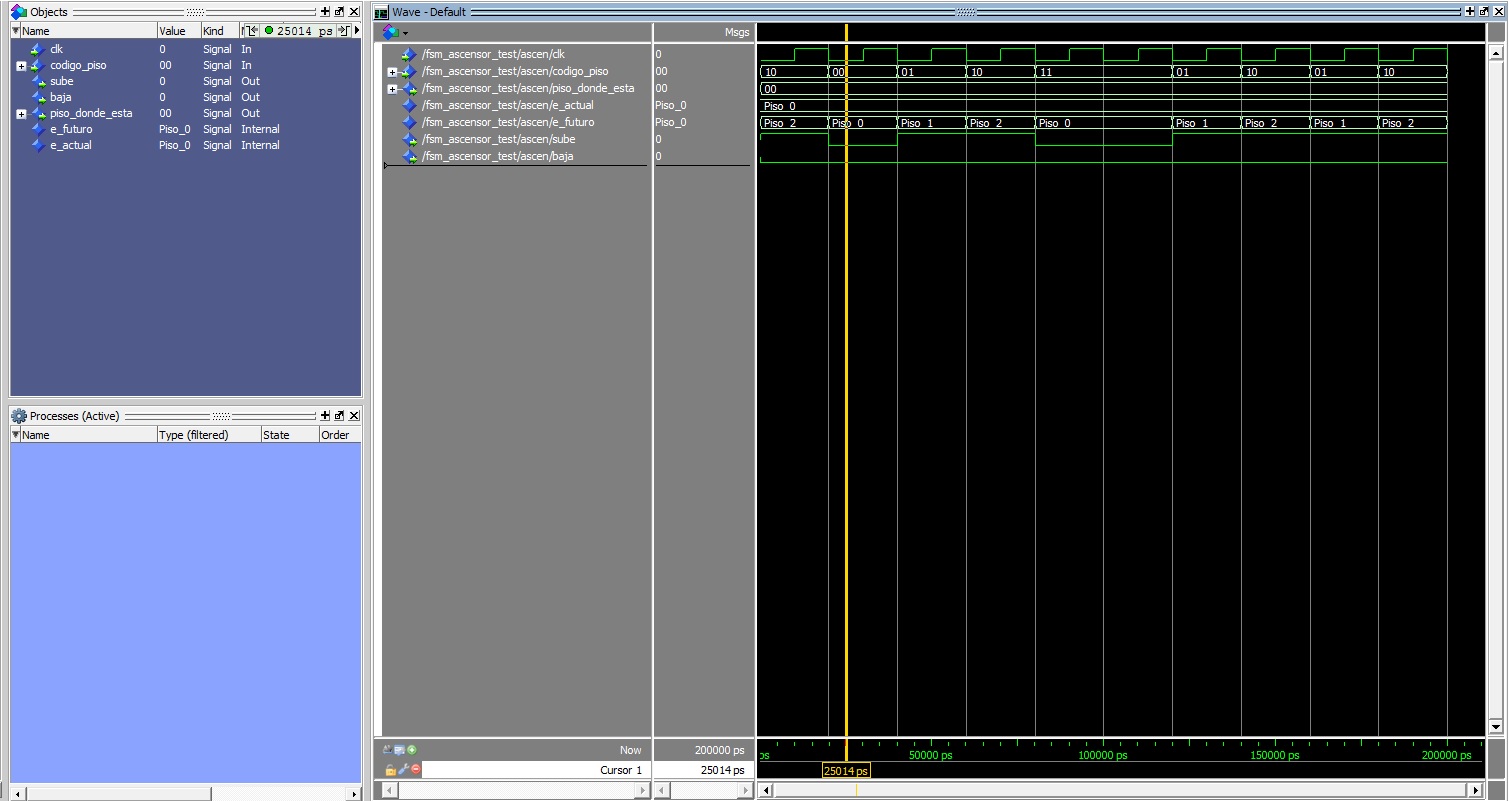 Objects
Name Value Kind 25014 ps
clk 0 Signal In
codigo_piso 00 Signal In
sube 0 Signal Out
baja 0 Signal Out
piso_donde_esta 00 Signal Out
e_futuro Piso_0 Signal Internal
e_actual Piso_0 Signal Internal
Processes (Active)
Name Type (filtered) State Order
Wave - Default
Msgs
/fsm_ascensor_test/ascen/clk 0
/fsm_ascensor_test/ascen/codigo_piso 00 10 00 01 10 11 01 10 01 10
/fsm_ascensor_test/ascen/piso_donde_esta 00 00
/fsm_ascensor_test/ascen/e_actual Piso_0 Piso_0
/fsm_ascensor_test/ascen/e_futuro Piso_0 Piso_2 Piso_0 Piso_1 Piso_2 Piso_0 Piso_1 Piso_2 Piso_1 Piso_2
/fsm_ascensor_test/ascen/sube 0
/fsm_ascensor_test/ascen/baja 0
Now 200000 ps ps 50000 ps 100000 ps 150000 ps 200000 ps
Cursor 1 25014 ps 25014 ps